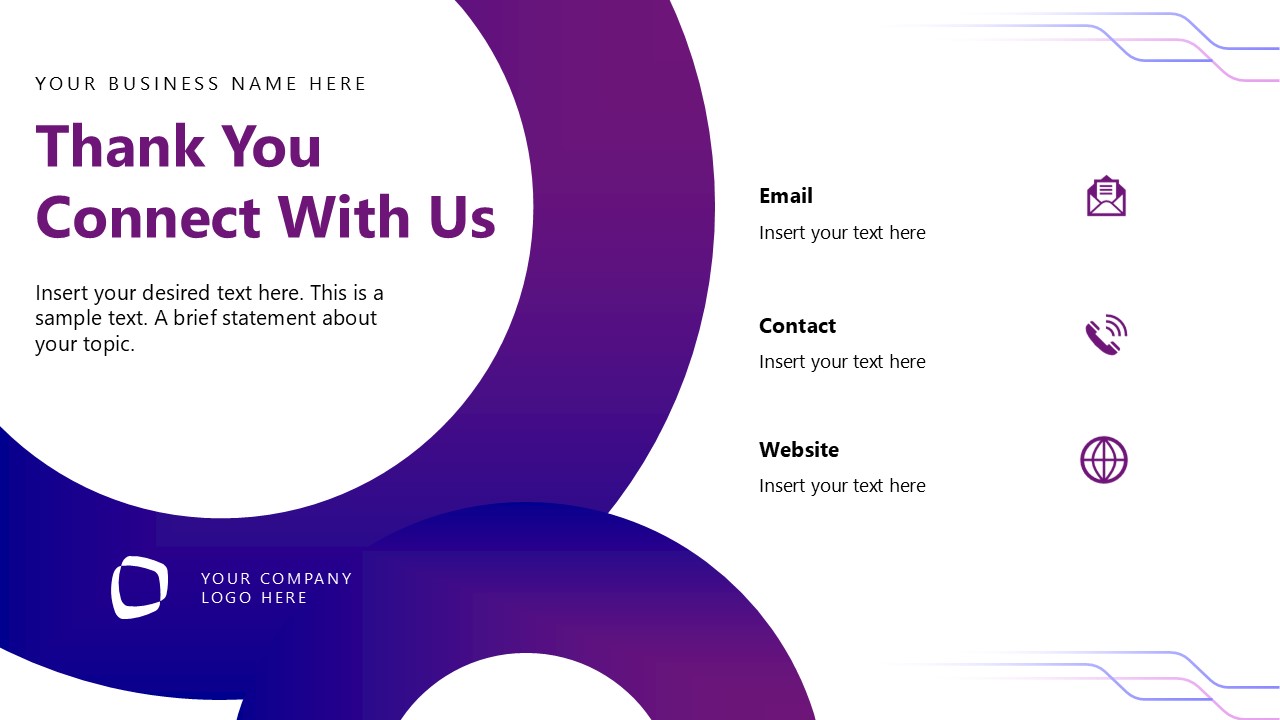 YOUR BUSINESS NAME HERE
Thank You
Connect With Us
Insert your desired text here. This is a
sample text. A brief statement about
your topic.
Email
Insert your text here
Contact
Insert your text here
Website
Insert your text here
YOUR COMPANY
LOGO HERE